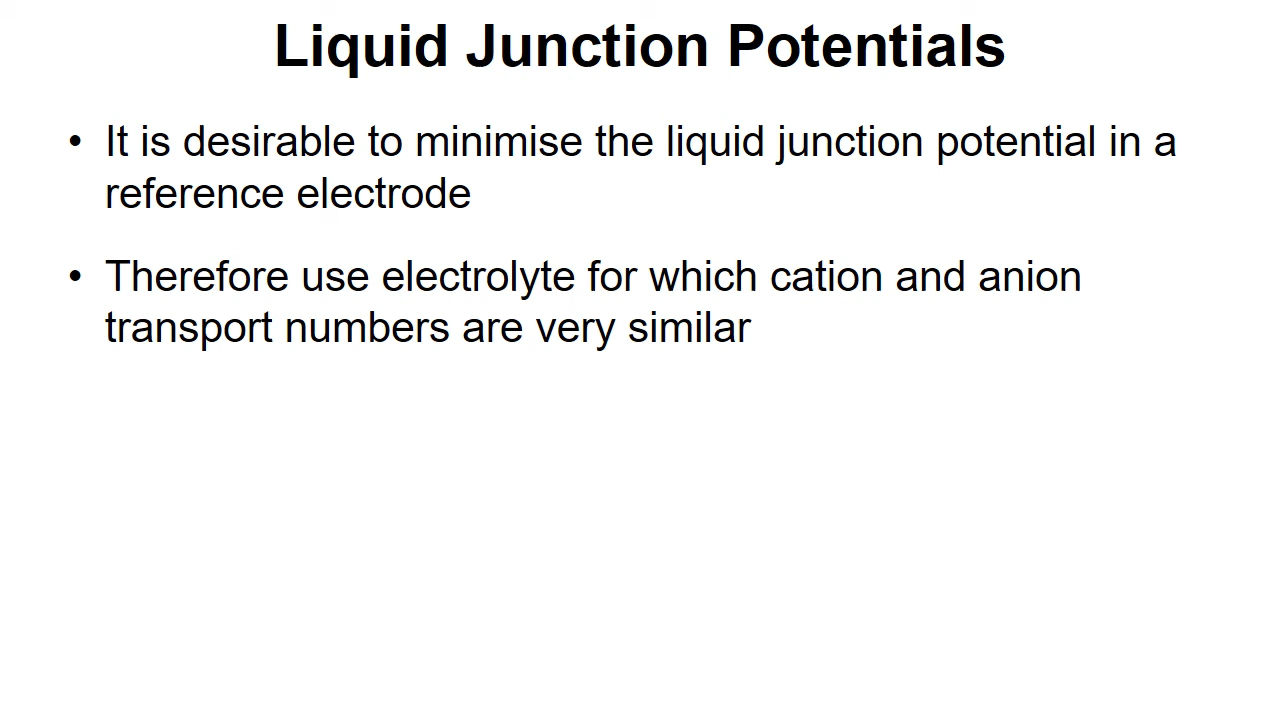 Liquid Junction Potentials
• It is desirable to minimise the liquid junction potential in a
reference electrode
• Therefore use electrolyte for which cation and anion
transport numbers are very similar